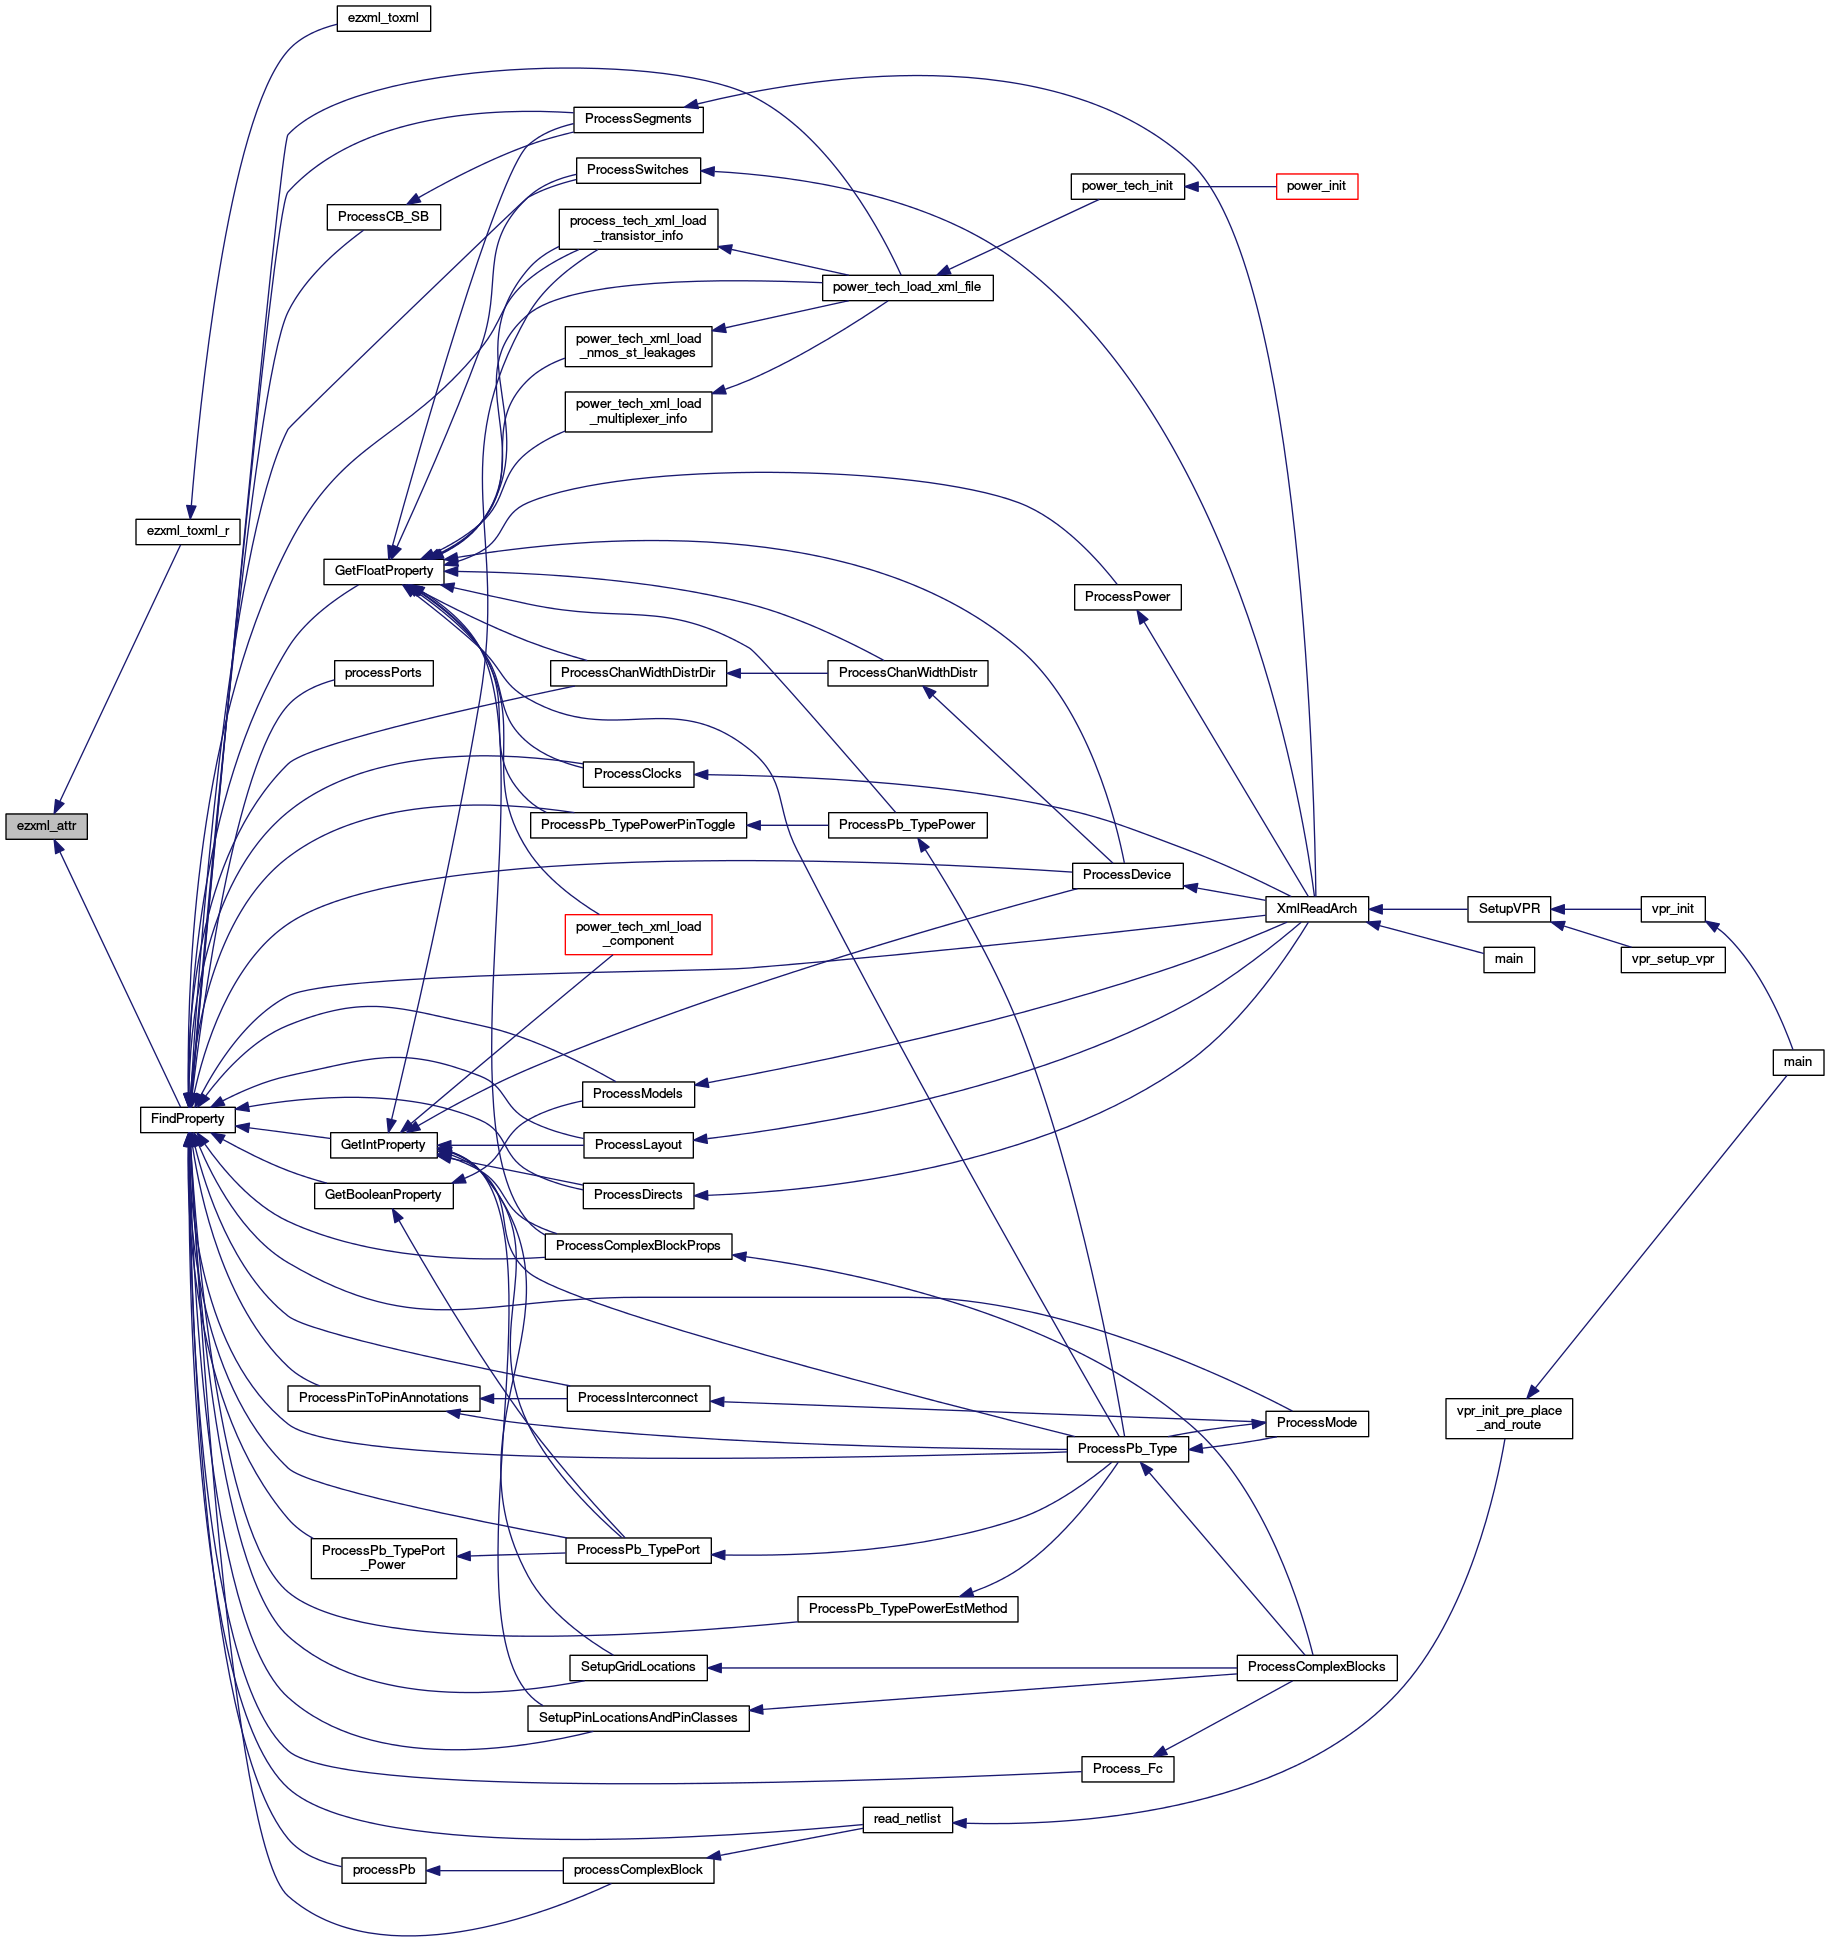 ezxml_toxml
ProcessSegments
ProcessSwitches
power_tech_init
power_init
ProcessCB_SB
process_tech_xml_load
_transistor_info
power_tech_load_xml_file
power_tech_xml_load
_nmos_st_leakages
power_tech_xml_load
_multiplexer_info
ezxml_toxml_r
GetFloatProperty
ProcessPower
processPorts
ProcessChanWidthDistrDir
ProcessChanWidthDistr
ProcessClocks
ezxml_attr
ProcessPb_TypePowerPinToggle
ProcessPb_TypePower
ProcessDevice
XmlReadArch
SetupVPR
vpr_init
power_tech_xml_load
_component
main
vpr_setup_vpr
main
ProcessModels
FindProperty
GetIntProperty
ProcessLayout
GetBooleanProperty
ProcessDirects
ProcessComplexBlockProps
ProcessPinToPinAnnotations
ProcessInterconnect
ProcessMode
vpr_init_pre_place
_and_route
ProcessPb_Type
ProcessPb_TypePort
_Power
ProcessPb_TypePort
ProcessPb_TypePowerEstMethod
SetupGridLocations
ProcessComplexBlocks
SetupPinLocationsAndPinClasses
Process_Fc
read_netlist
processPb
processComplexBlock